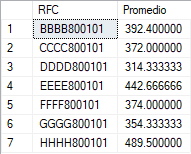 RFC Promedio
1 BBBB800101 392.400000
2 CCCC800101 372.000000
3 DDDD800101 314.333333
4 EEEE800101 442.666666
5 FFFF800101 374.000000
6 GGGG800101 354.333333
7 HHHH800101 489.500000